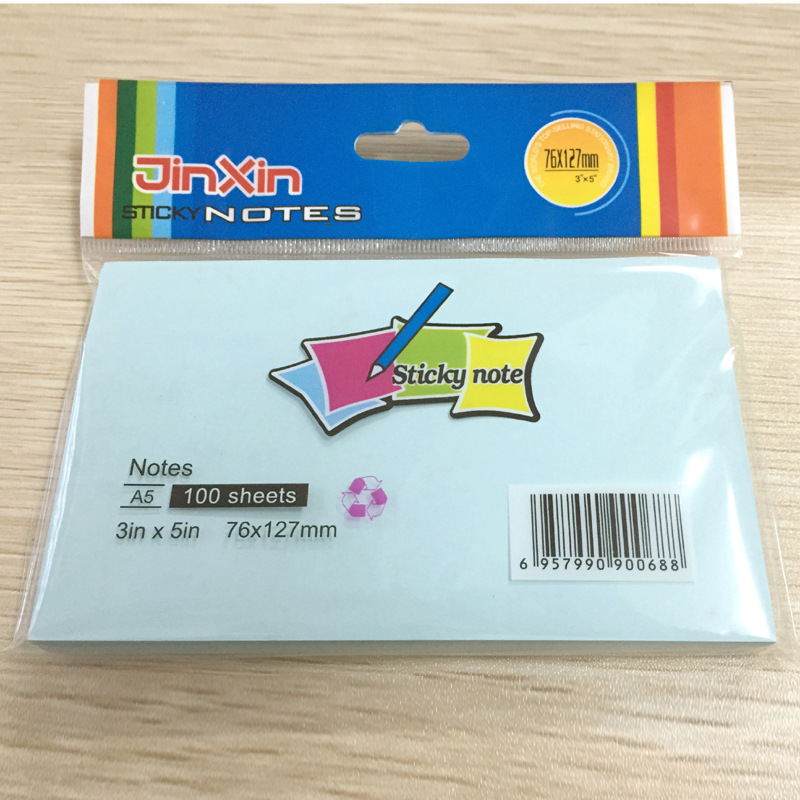 JinXin
STICKY NOTES
76X127mm
3"×5"
Sticky note
Notes
A5 100 sheets
3in x 5in 76x127mm
6 957990 900688